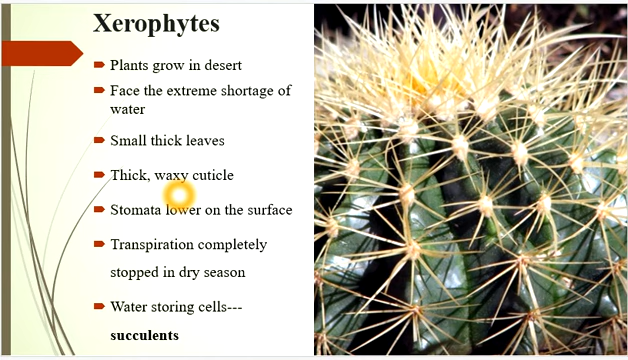 Xerophytes
Plants grow in desert
Face the extreme shortage of
water
Small thick leaves
Thick, waxy cuticle
Stomata lower on the surface
Transpiration completely
stopped in dry season
Water storing cells---
succulents